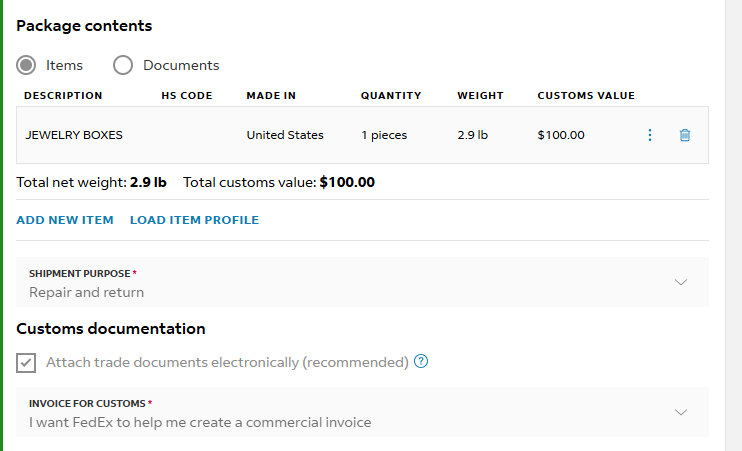 Package contents
Items Documents
DESCRIPTION HS CODE MADE IN QUANTITY WEIGHT CUSTOMS VALUE
JEWELRY BOXES United States 1 pieces 2.9 lb $100.00
Total net weight: 2.9 lb Total customs value: $100.00
ADD NEW ITEM LOAD ITEM PROFILE
SHIPMENT PURPOSE *
Repair and return
Customs documentation
Attach trade documents electronically (recommended) ?
INVOICE FOR CUSTOMS *
I want FedEx to help me create a commercial invoice